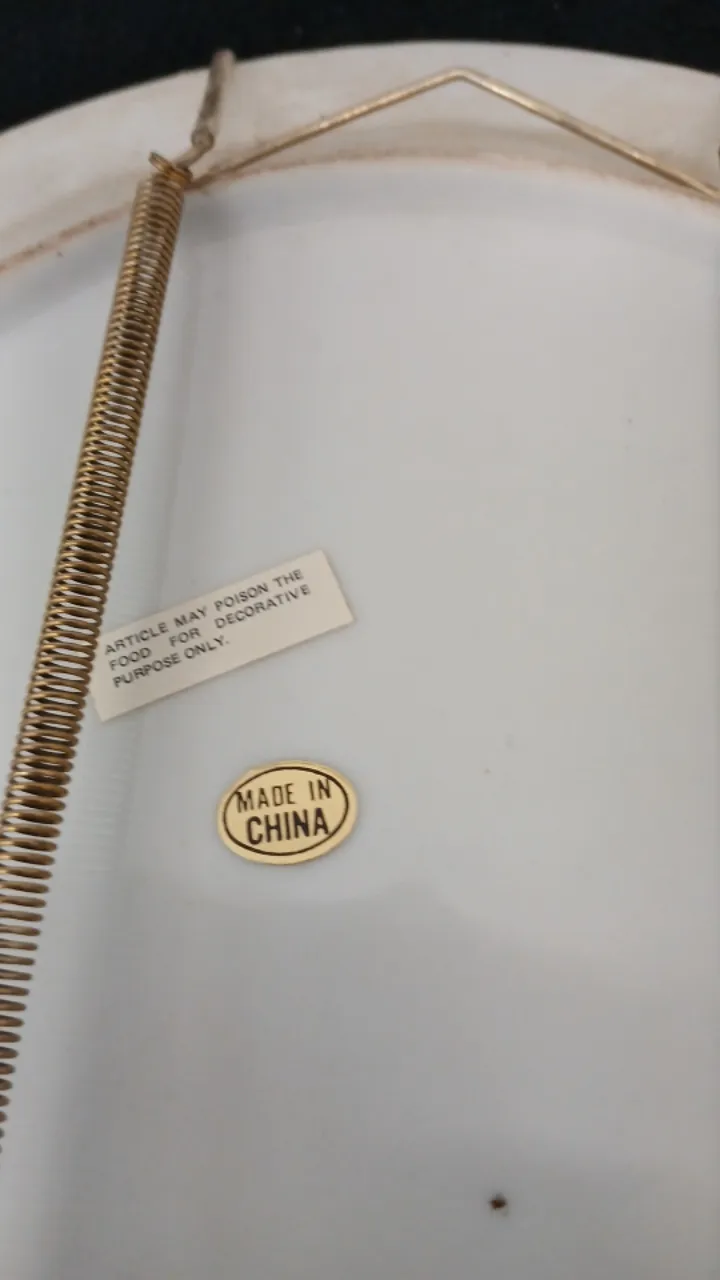 ARTICLE MAY POISON THE
FOOD FOR DECORATIVE
PURPOSE ONLY.
MADE IN
CHINA